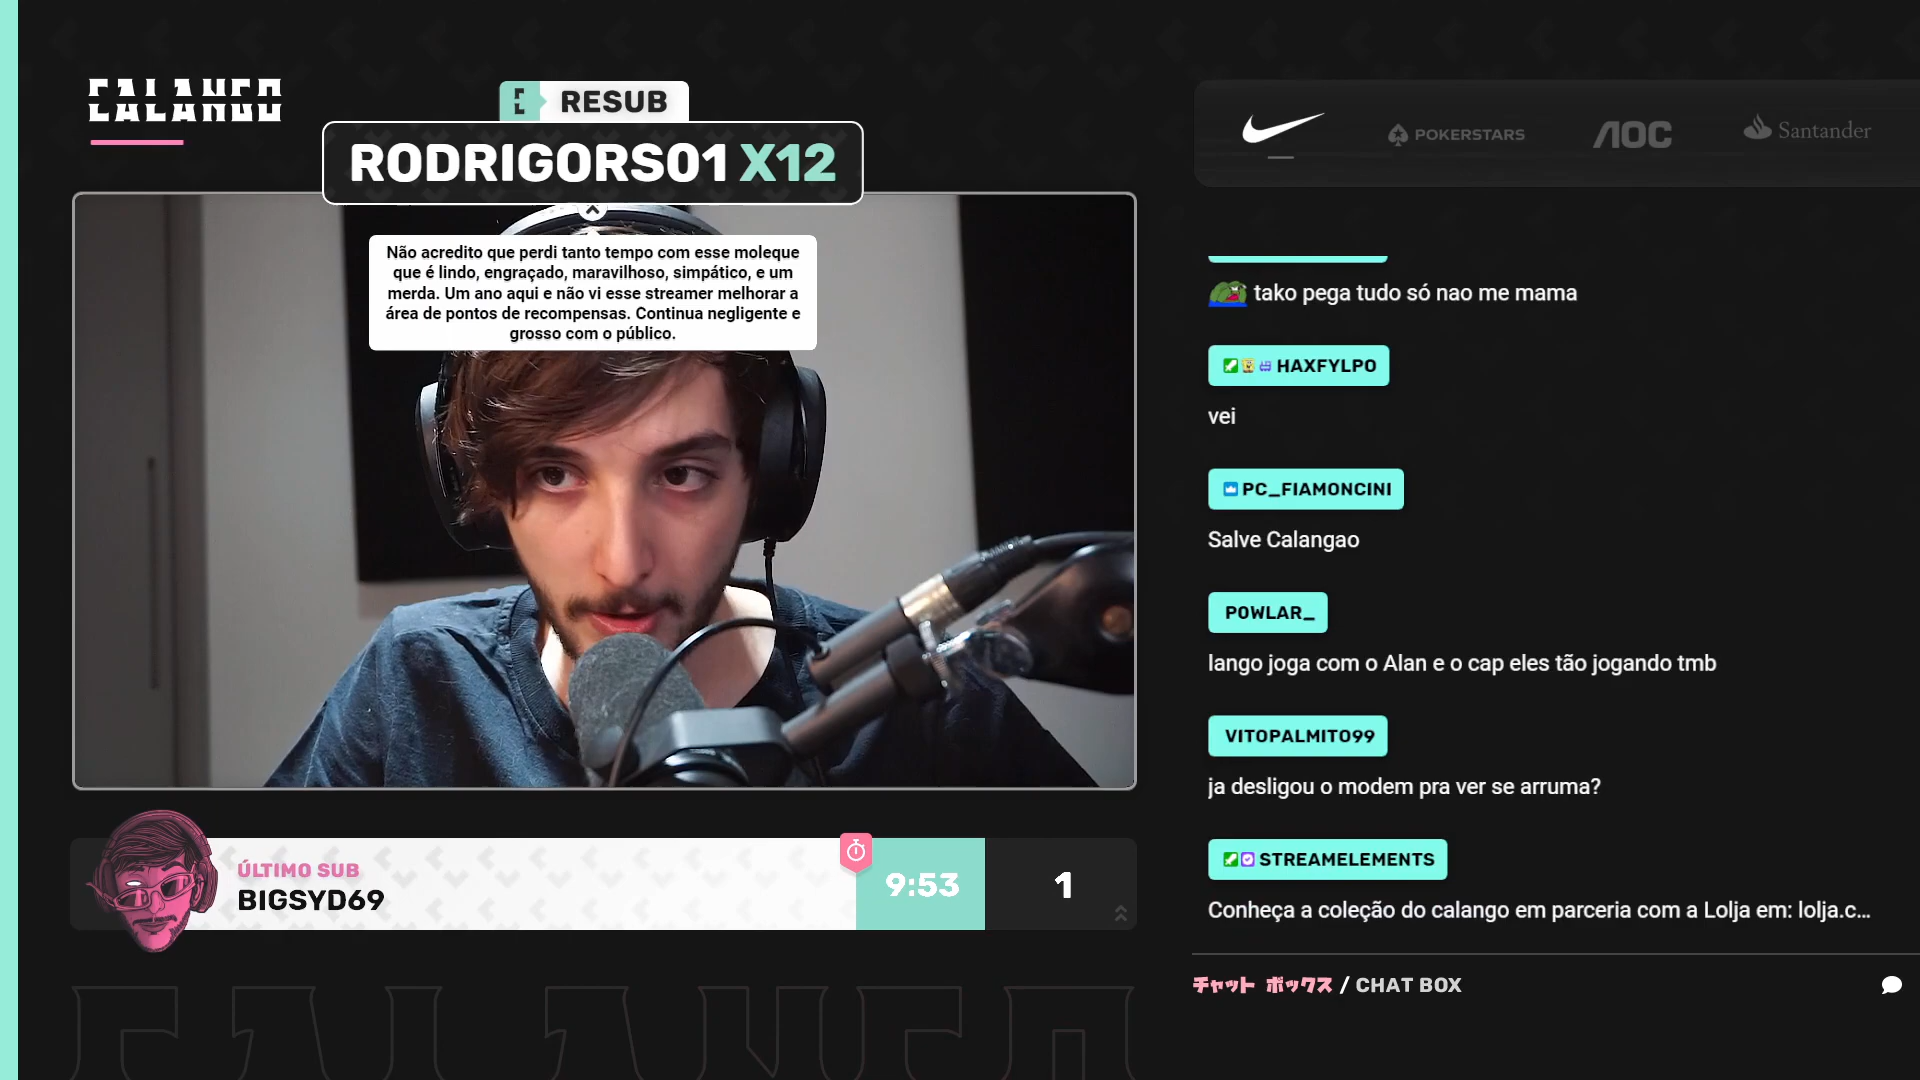 CALANGO
RESUB
RODRIGORS01 X12
Não acredito que perdi tanto tempo com esse moleque
que é lindo, engraçado, maravilhoso, simpático, e um
merda. Um ano aqui e não vi esse streamer melhorar a
área de pontos de recompensas. Continua negligente e
grosso com o público.
ÚLTIMO SUB
BIGSYD69
9:53
1
POKERSTARS
AOC
Santander
tako pega tudo só nao me mama
HAXFYLPO
vei
PC_FIAMONCINI
Salve Calangao
P0WLAR_
lango joga com o Alan e o cap eles tão jogando tmb
VITOPALMITO99
ja desligou o modem pra ver se arruma?
STREAMELEMENTS
Conheça a coleção do calango em parceria com a Lolja em: lolja.c...
チャット ボックス / CHAT BOX
CALANGO